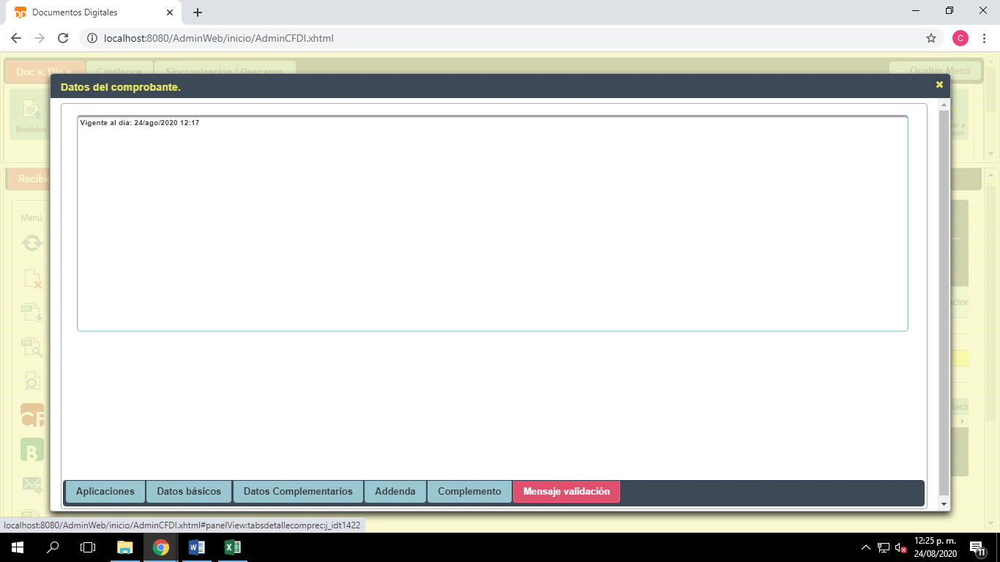 Documentos Digitales
localhost:8080/AdminWeb/inicio/AdminCFDI.xhtml
C
Doc´s. Dig´s. Catálogos Sincronización / Descarga Ocultar Menú
Datos del comprobante.
Vigente al dia: 24/ago/2020 12:17
Emitidos
Menú
Aplicaciones Datos básicos Datos Complementarios Addenda Complemento Mensaje validación
localhost:8080/AdminWeb/inicio/AdminCFDI.xhtml#panelView:tabsdetallecomprec:j_idt1422
12:25 p. m.
24/08/2020
11